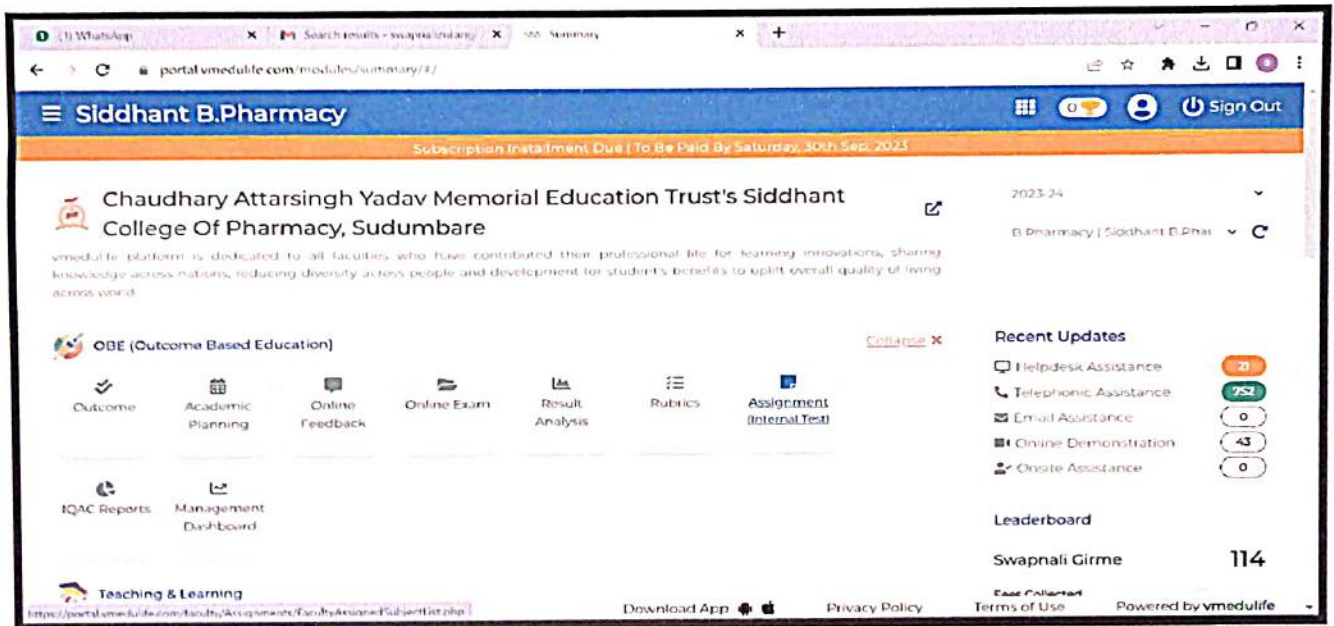 (1) WhatsApp
Search results -
Summary
portal.vmedulife.com/modules/summary/#/
Siddhant B.Pharmacy
0
Sign Out
Subscription Installment Due | To Be Paid By Saturday, 30th Sep, 2023
Chaudhary Attarsingh Yadav Memorial Education Trust's Siddhant
College Of Pharmacy, Sudumbare
2023-24
B.Pharmacy | Siddhant B.Phar
vmedulife platform is dedicated to all faculties who have contributed their professional life for learning innovations, sharing
knowledge across nations, reducing diversity across people and development for student's benefits to uplift overall quality of living
across world.
OBE (Outcome Based Education)
Collapse X
Outcome
Academic
Planning
Online
Feedback
Online Exam
Result
Analysis
Rubrics
Assignment
(Internal Test)
IQAC Reports
Management
Dashboard
Recent Updates
Helpdesk Assistance 21
Telephonic Assistance 752
Email Assistance 0
Online Demonstration 43
Onsite Assistance 0
Leaderboard
Swapnali Girme 114
Teaching & Learning
https://portal.vmedulife.com/faculty/Assignments/FacultyAssignedSubjectList.php
Download App
Privacy Policy
Terms of Use
Powered by vmedulife